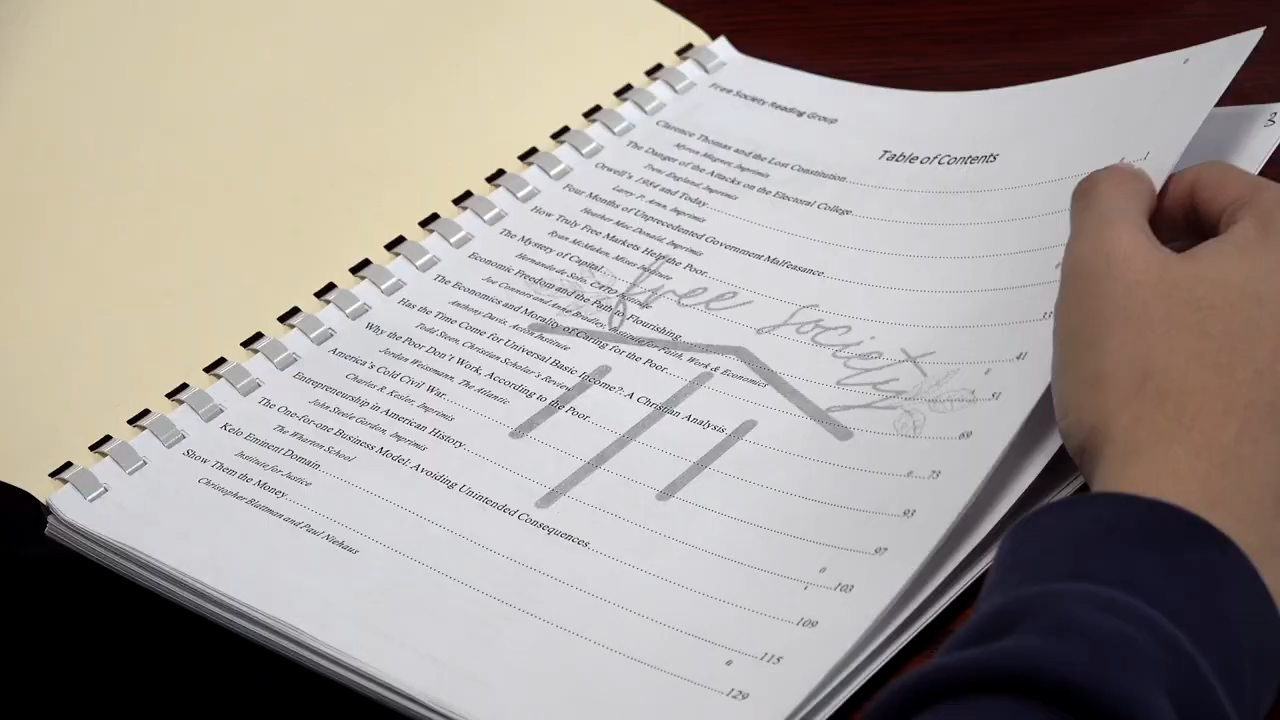 Free Society Reading Group
Table of Contents
Clarence Thomas and the Lost Constitution..........1
Myron Magnet, Imprimis
The Danger of the Attacks on the Electoral College..........
Trent England, Imprimis
Orwell's 1984 and Today..........
Larry P. Arnn, Imprimis
Four Months of Unprecedented Government Malfeasance..........
Heather Mac Donald, Imprimis
How Truly Free Markets Help the Poor..........33
Ryan McMaken, Mises Institute
The Mystery of Capital..........41
Hernando de Soto, CATO Institute
Economic Freedom and the Path to Flourishing..........51
Joe Connors and Anne Bradley, Institute for Faith, Work & Economics
The Economics and Morality of Caring for the Poor..........69
Anthony Davis, Acton Institute
Has the Time Come for Universal Basic Income?: A Christian Analysis..........73
Todd Steen, Christian Scholar's Review
Why the Poor Don't Work, According to the Poor..........93
Jordan Weissmann, The Atlantic
America's Cold Civil War..........97
Charles R. Kesler, Imprimis
Entrepreneurship in American History..........103
John Steele Gordon, Imprimis
The One-for-one Business Model: Avoiding Unintended Consequences..........109
The Wharton School
Kelo Eminent Domain..........115
Institute for Justice
Show Them the Money..........129
Christopher Blattman and Paul Niehaus
free society
3